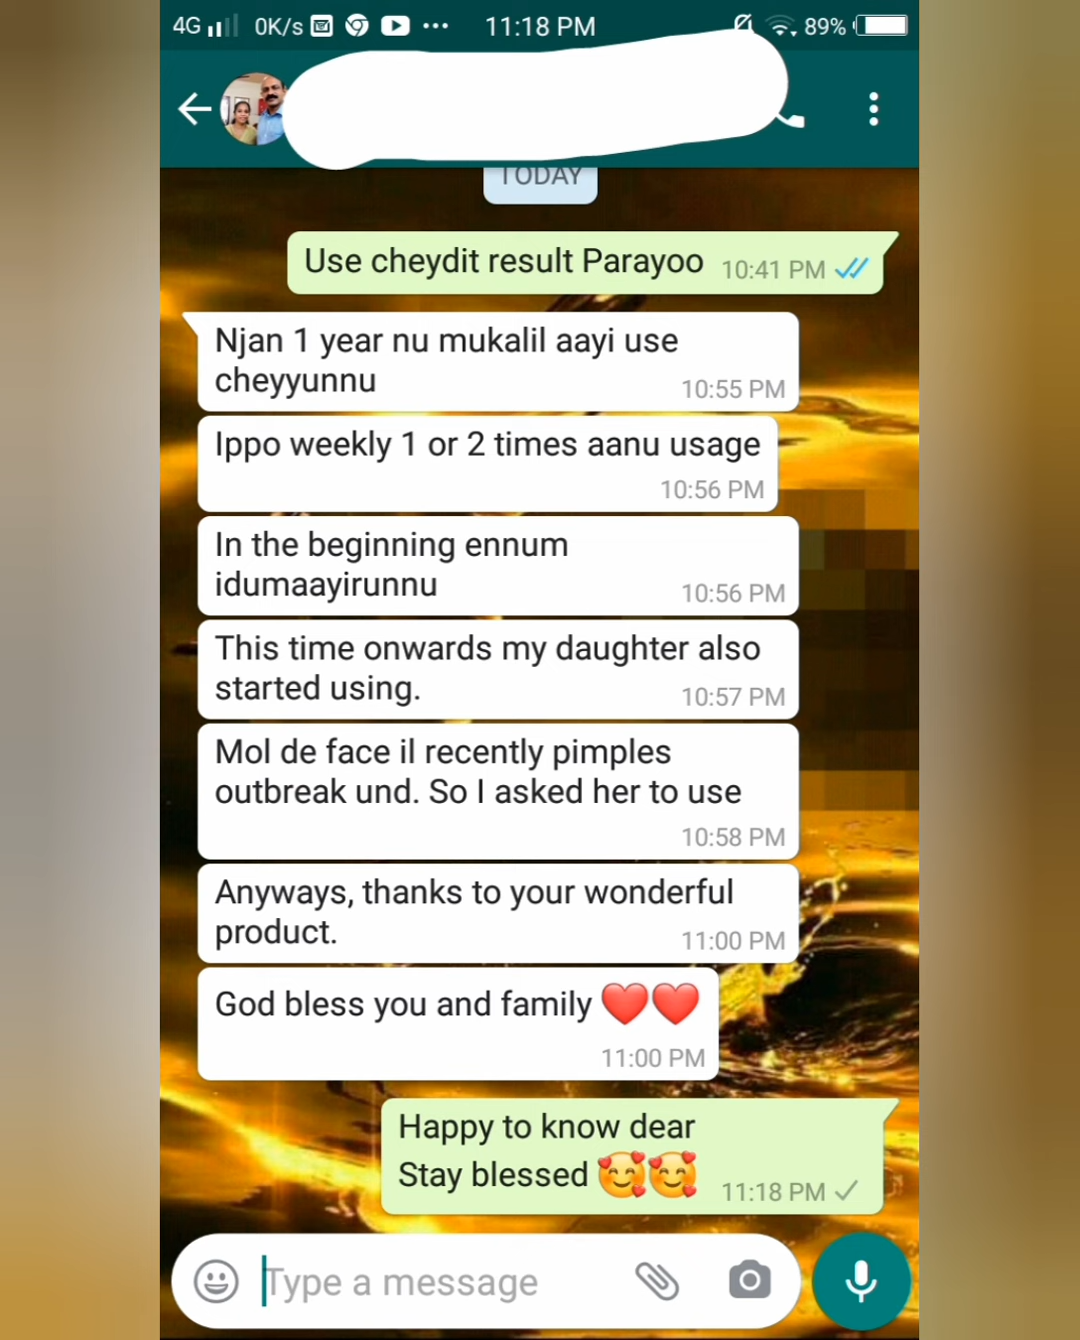 4G 0K/s ... 11:18 PM 89%
TODAY
Use cheydit result Parayoo 10:41 PM
Njan 1 year nu mukalil aayi use
cheyyunnu 10:55 PM
Ippo weekly 1 or 2 times aanu usage
10:56 PM
In the beginning ennum
idumaayirunnu 10:56 PM
This time onwards my daughter also
started using. 10:57 PM
Mol de face il recently pimples
outbreak und. So I asked her to use
10:58 PM
Anyways, thanks to your wonderful
product. 11:00 PM
God bless you and family ❤️❤️
11:00 PM
Happy to know dear
Stay blessed 🥰🥰 11:18 PM
Type a message